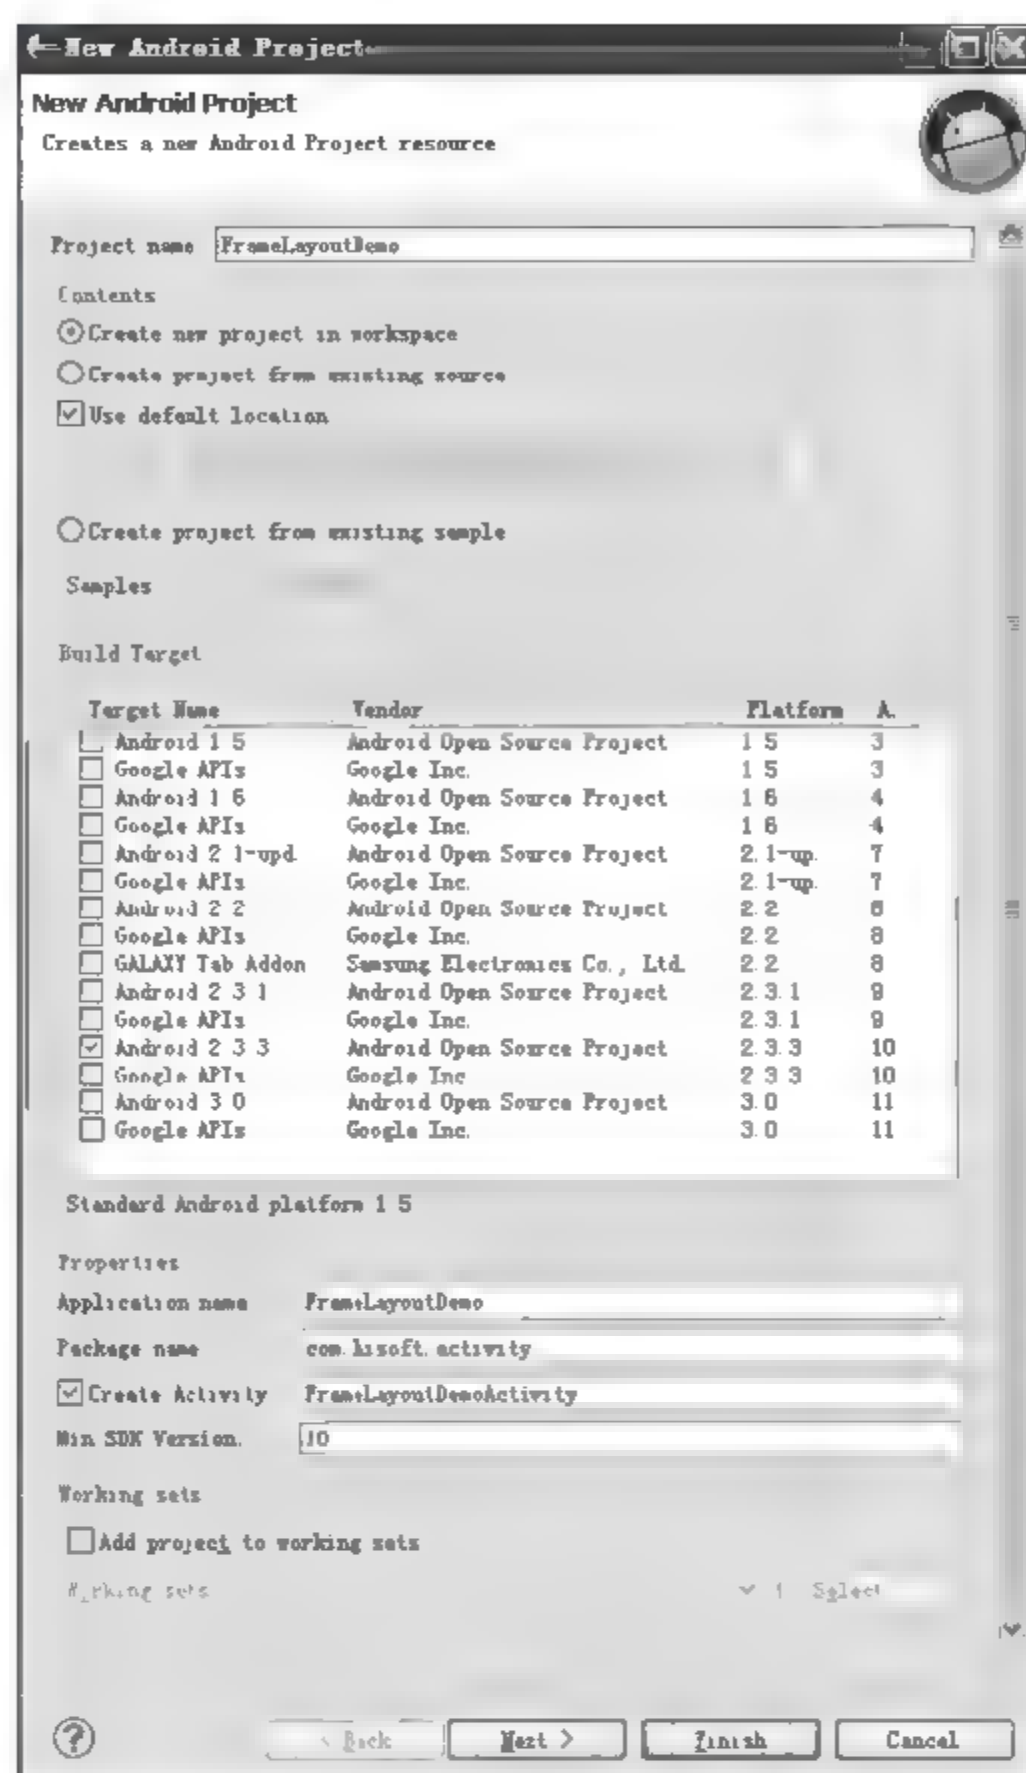 New Android Project
New Android Project
Creates a new Android Project resource
Project name FrameLayoutDemo
Contents
Create new project in workspace
Create project from existing source
Use default location
Create project from existing sample
Samples
Build Target
Target Name Vendor Platform A.
Android 1 5 Android Open Source Project 1 5 3
Google APIs Google Inc. 1 5 3
Android 1 6 Android Open Source Project 1 6 4
Google APIs Google Inc. 1 6 4
Android 2 1-upd Android Open Source Project 2.1-up. 7
Google APIs Google Inc. 2.1-up. 7
Android 2 2 Android Open Source Project 2.2 8
Google APIs Google Inc. 2.2 8
GALAXY Tab Addon Samsung Electronics Co., Ltd. 2.2 8
Android 2 3 1 Android Open Source Project 2.3.1 9
Google APIs Google Inc. 2.3.1 9
Android 2 3 3 Android Open Source Project 2.3.3 10
Google APIs Google Inc 2 3 3 10
Android 3 0 Android Open Source Project 3.0 11
Google APIs Google Inc. 3.0 11
Standard Android platform 1 5
Properties
Application name FrameLayoutDemo
Package name com.hisoft.activity
Create Activity FrameLayoutDemoActivity
Min SDK Version. 10
Working sets
Add project to working sets
Working sets Select
< Back Next > Finish Cancel